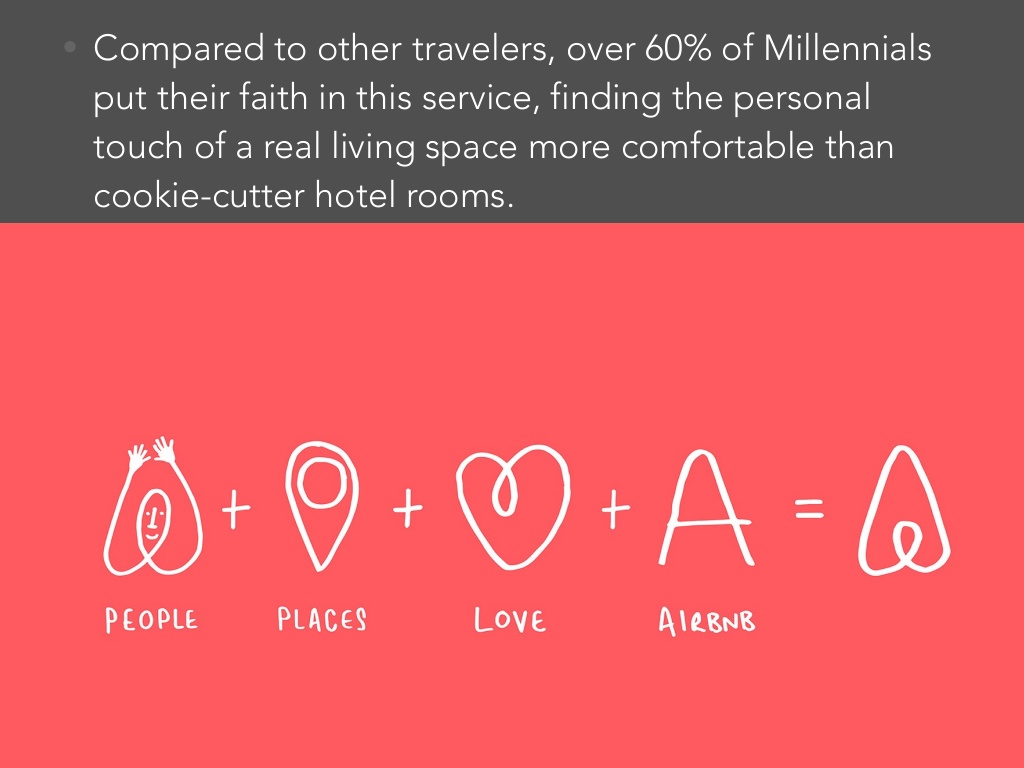 • Compared to other travelers, over 60% of Millennials
put their faith in this service, finding the personal
touch of a real living space more comfortable than
cookie-cutter hotel rooms.
+ + + A =
PEOPLE PLACES LOVE AIRBNB